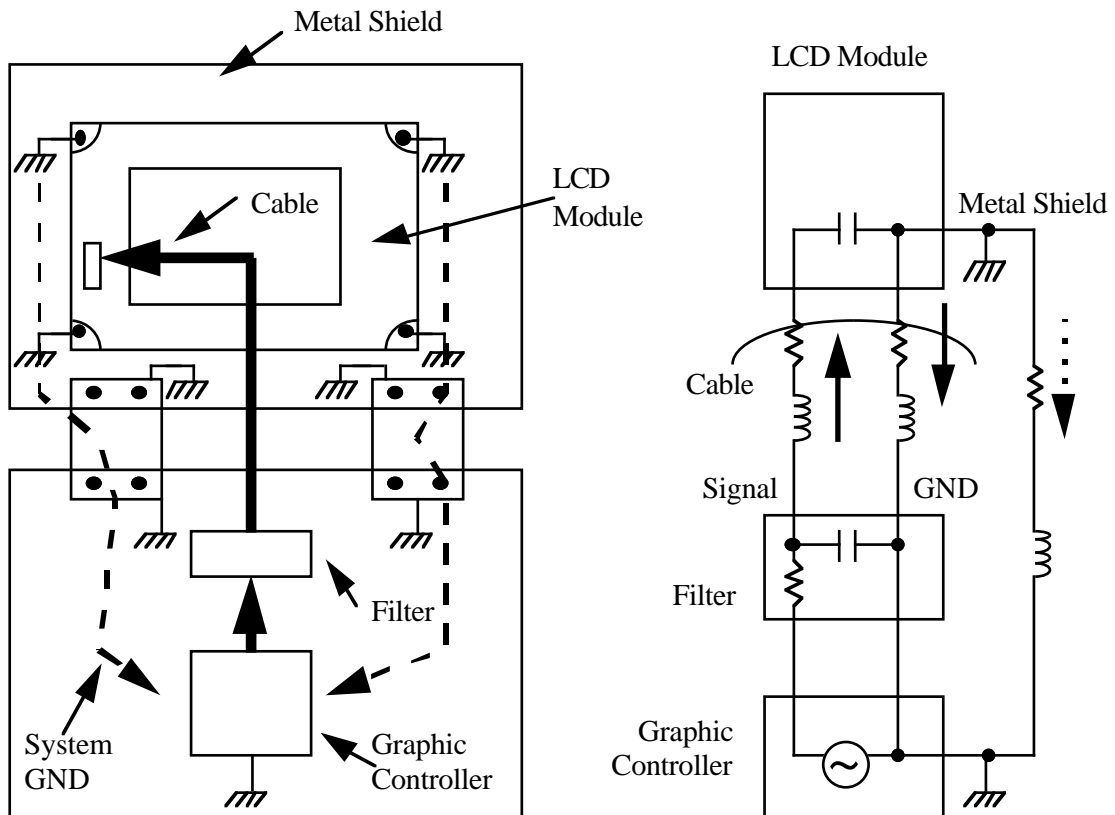 Metal Shield
Cable
LCD
Module
Filter
System
GND
Graphic
Controller
LCD Module
Metal Shield
Cable
Signal
GND
Filter
Graphic
Controller
~